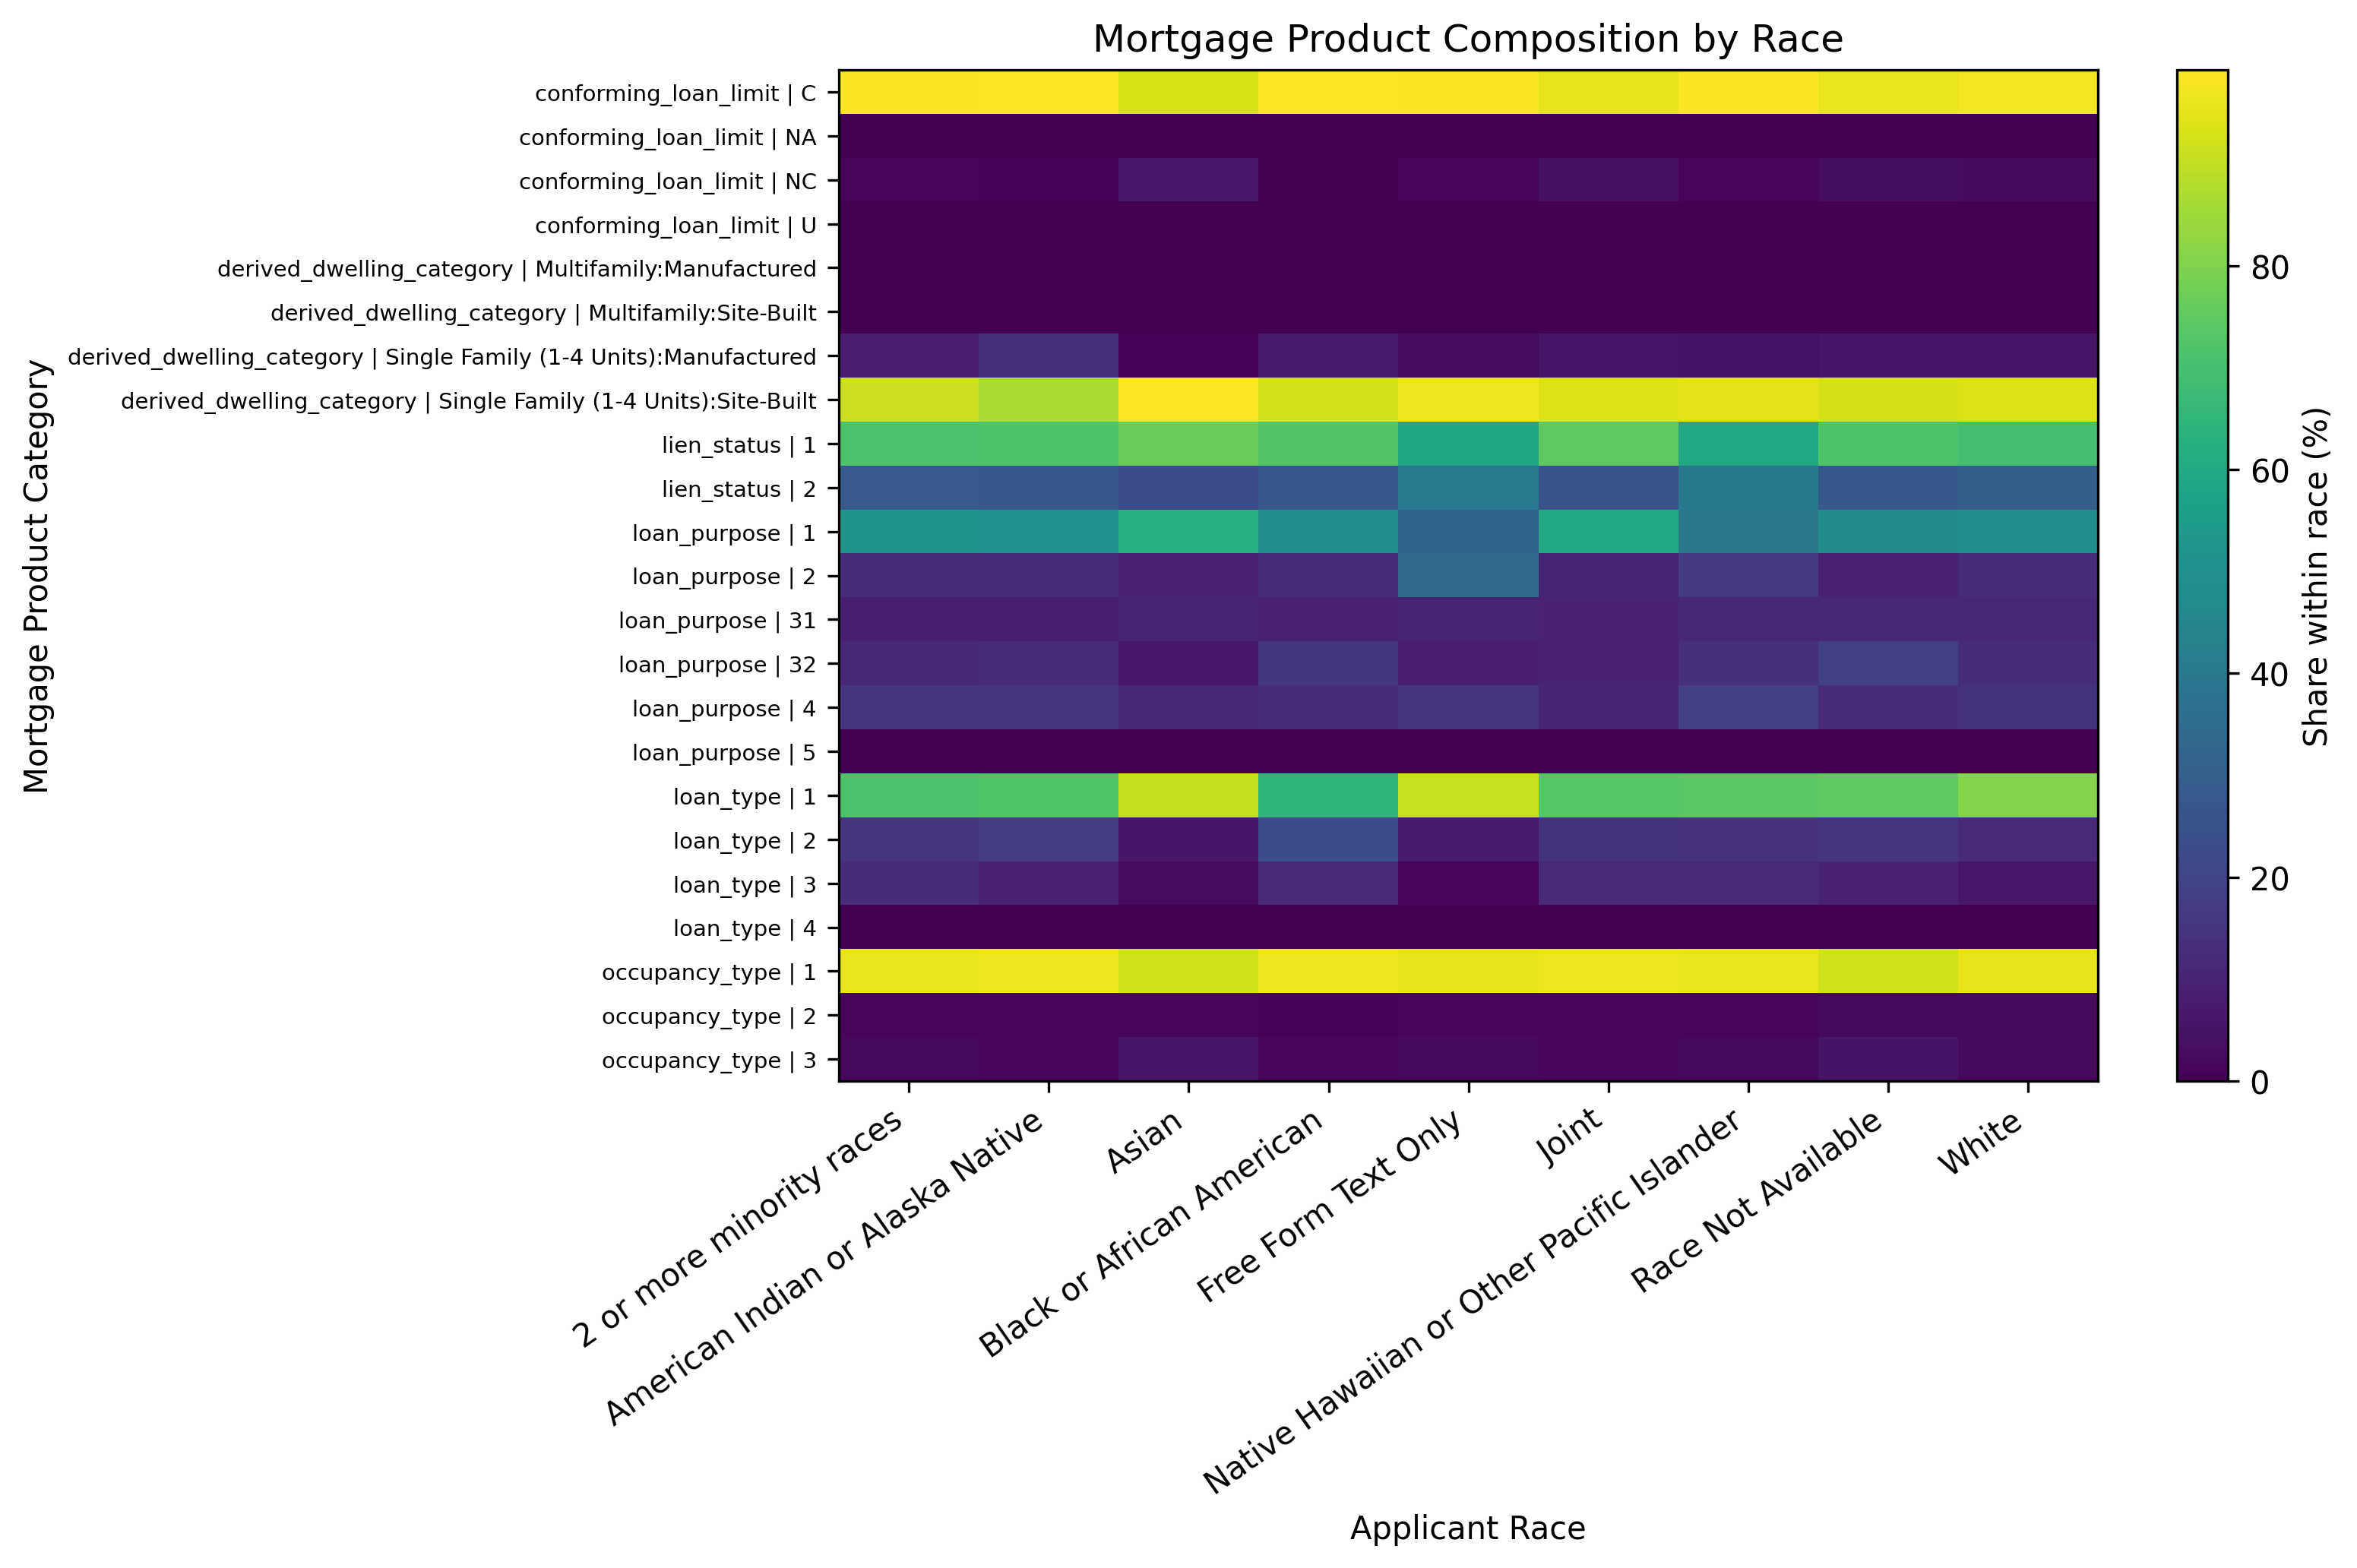 Mortgage Product Composition by Race
Mortgage Product Category
conforming_loan_limit | C
conforming_loan_limit | NA
conforming_loan_limit | NC
conforming_loan_limit | U
derived_dwelling_category | Multifamily:Manufactured
derived_dwelling_category | Multifamily:Site-Built
derived_dwelling_category | Single Family (1-4 Units):Manufactured
derived_dwelling_category | Single Family (1-4 Units):Site-Built
lien_status | 1
lien_status | 2
loan_purpose | 1
loan_purpose | 2
loan_purpose | 31
loan_purpose | 32
loan_purpose | 4
loan_purpose | 5
loan_type | 1
loan_type | 2
loan_type | 3
loan_type | 4
occupancy_type | 1
occupancy_type | 2
occupancy_type | 3
2 or more minority races
American Indian or Alaska Native
Asian
Black or African American
Free Form Text Only
Joint
Native Hawaiian or Other Pacific Islander
Race Not Available
White
Applicant Race
80
60
40
20
0
Share within race (%)